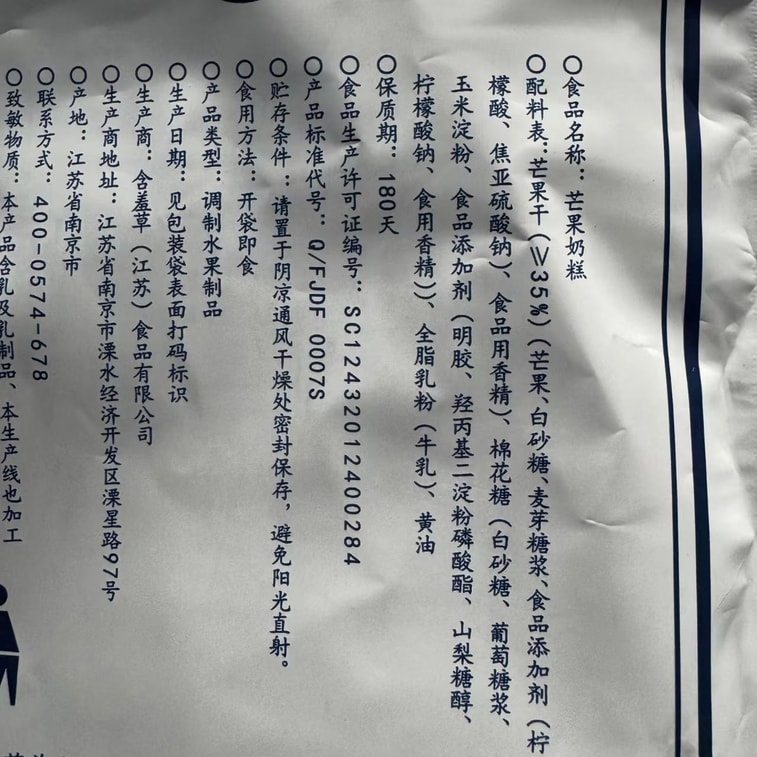 ○食品名称：芒果奶糕
○配料表：芒果干（≥35%）（芒果、白砂糖、麦芽糖浆、食品添加剂（柠
檬酸、焦亚硫酸钠）、食品用香精）、棉花糖（白砂糖、葡萄糖浆、
玉米淀粉、食品添加剂（明胶、羟丙基二淀粉磷酸酯、山梨糖醇、
柠檬酸钠、食用香精））、全脂乳粉（牛乳）、黄油
○保质期：180天
○食品生产许可证编号：SC12432012400284
○产品标准代号：Q/FJDF 0007S
○贮存条件：请置于阴凉通风干燥处密封保存，避免阳光直射。
○食用方法：开袋即食
○产品类型：调制水果制品
○生产日期：见包装袋表面打码标识
○生产商：含羞草（江苏）食品有限公司
○生产商地址：江苏省南京市溧水经济开发区溧星路97号
○产地：江苏省南京市
○联系方式：400-0574-678
○致敏物质：本产品含乳及乳制品、本生产线也加工